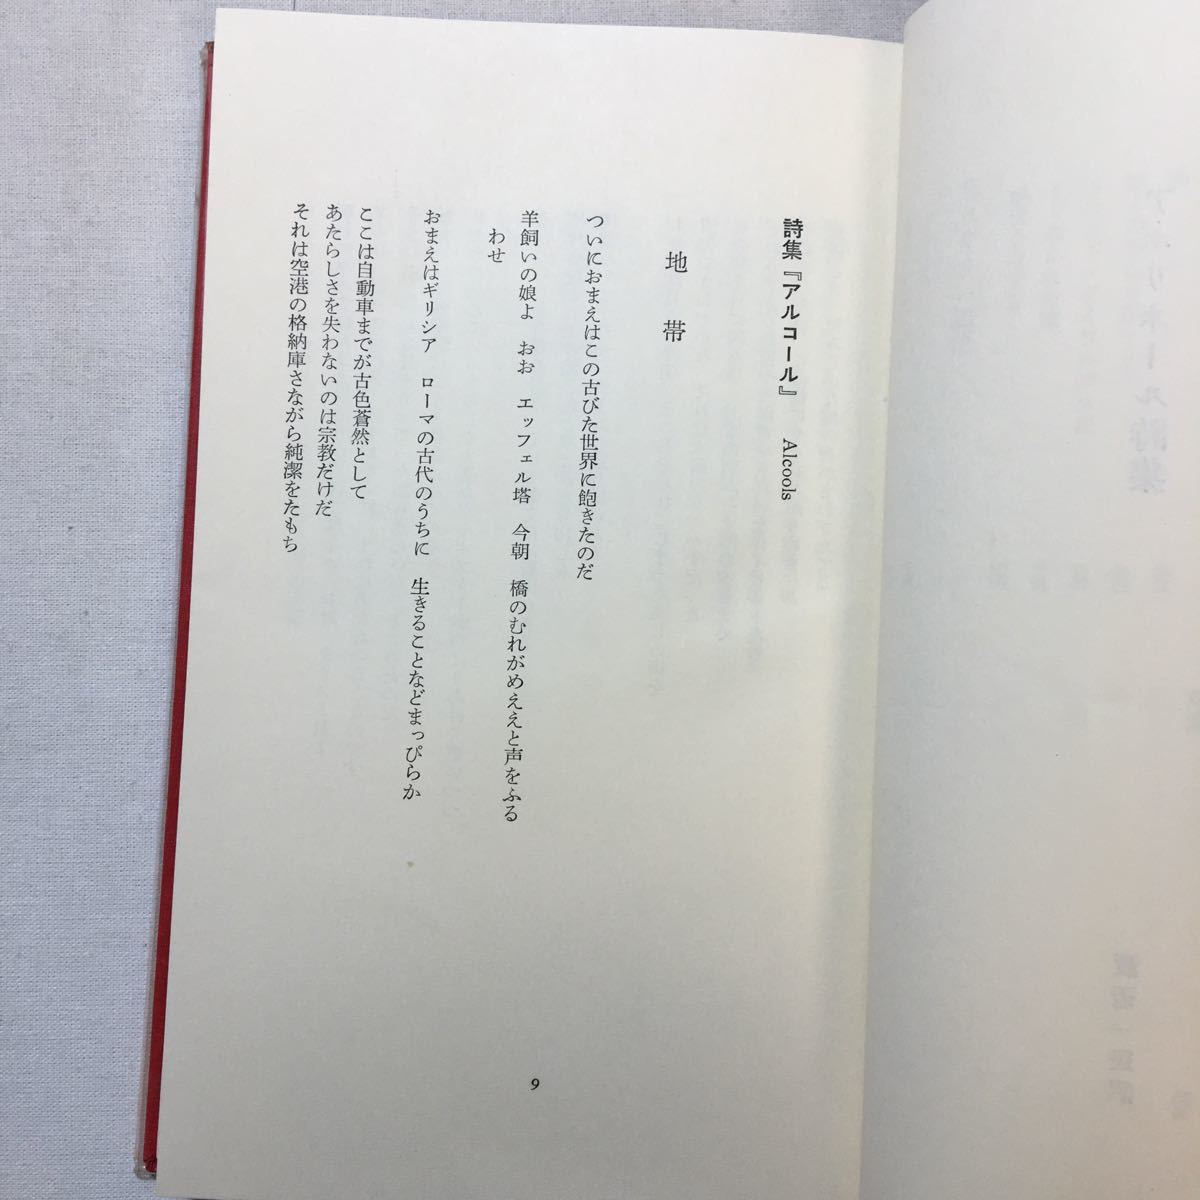 詩集『アルコール』　Alcools
地　帯
ついにおまえはこの古びた世界に飽きたのだ
羊飼いの娘よ　おお　エッフェル塔　今朝　橋のむれがめええと声をふる
わせ
おまえはギリシア　ローマの古代のうちに　生きることなどまっぴらか
ここは自動車までが古色蒼然として
あたらしさを失わないのは宗教だけだ
それは空港の格納庫さながら純潔をたもち
9